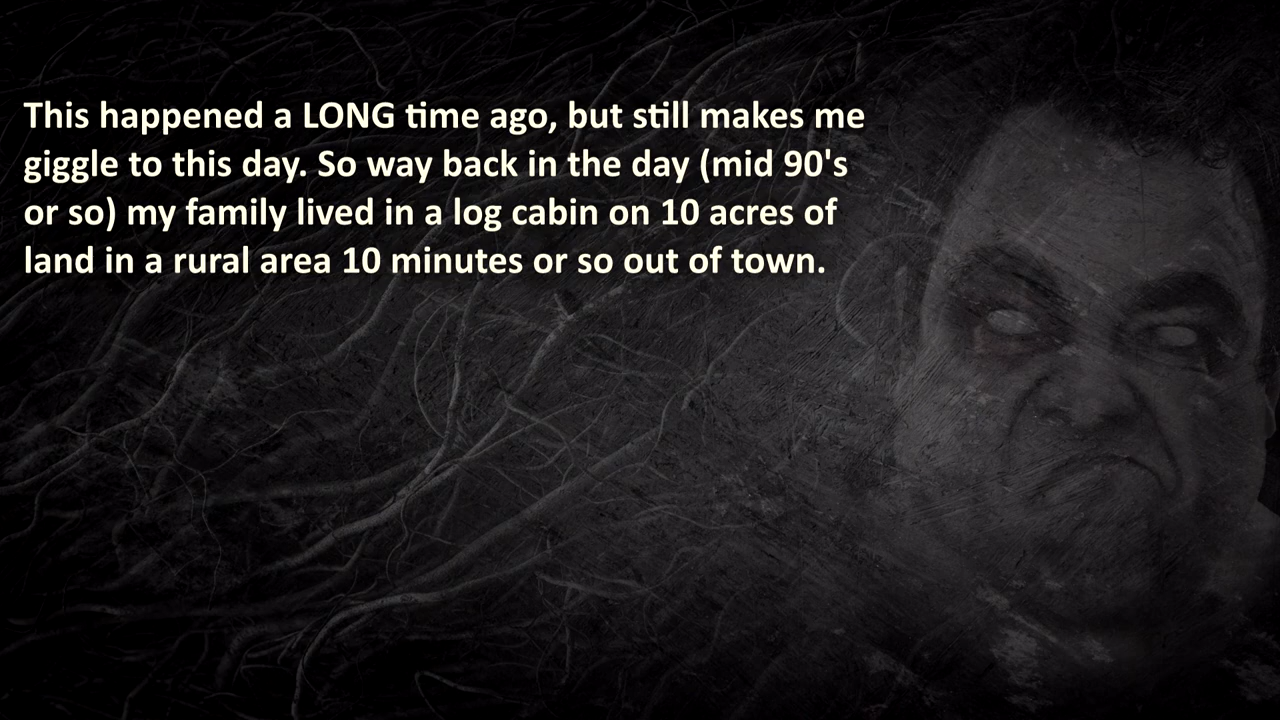 This happened a LONG time ago, but still makes me
giggle to this day. So way back in the day (mid 90's
or so) my family lived in a log cabin on 10 acres of
land in a rural area 10 minutes or so out of town.